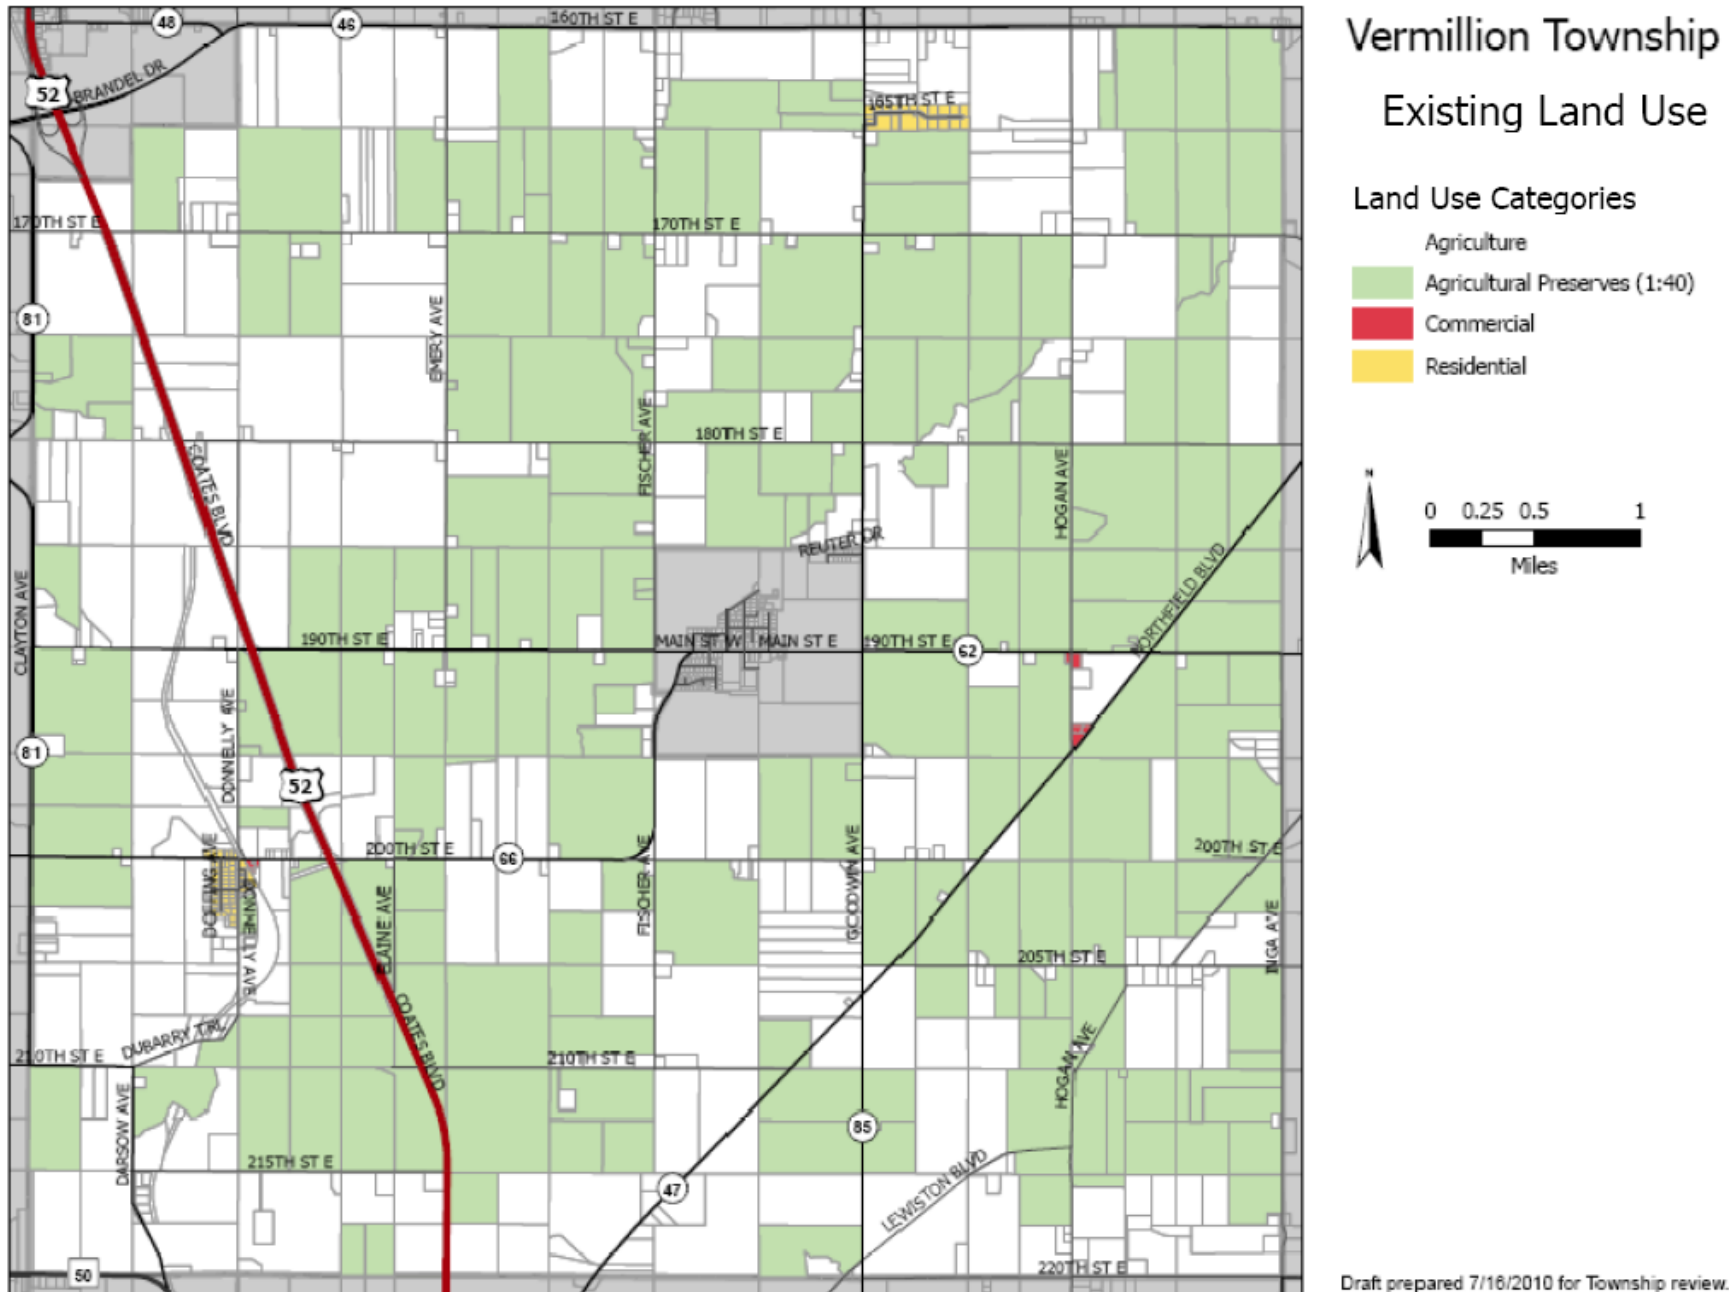 160TH ST E
48
46
Vermillion Township
Existing Land Use
52
BRANDEL DR
165TH ST E
Land Use Categories
Agriculture
Agricultural Preserves (1:40)
Commercial
Residential
170TH ST E
170TH ST E
81
EMERY AVE
FISCHER AVE
180TH ST E
COATES BLVD
HOGAN AVE
N
0 0.25 0.5 1
Miles
REUTER DR
NORTHFIELD BLVD
CLAYTON AVE
190TH ST E
MAIN ST W
MAIN ST E
190TH ST E
62
DONNELLY AVE
81
52
200TH ST E
66
FISCHER AVE
GOODWIN AVE
200TH ST E
DOFFING AVE
DONNELLY AVE
ELAINE AVE
205TH ST E
INGA AVE
COATES BLVD
DUBARRY TRL
210TH ST E
210TH ST E
HOGAN AVE
DARSOW AVE
85
215TH ST E
47
LEWISTON BLVD
50
220TH ST E
Draft prepared 7/16/2010 for Township review.